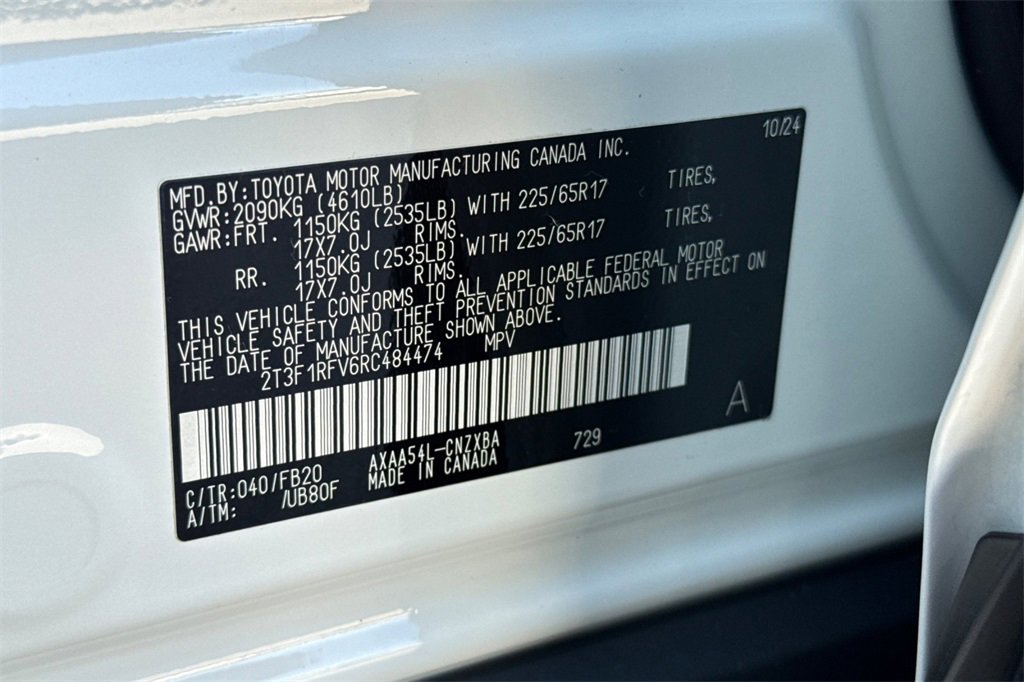 10/24
MFD.BY:TOYOTA MOTOR MANUFACTURING CANADA INC.
GVWR:2090KG (4610LB)
GAWR:FRT. 1150KG (2535LB) WITH 225/65R17 TIRES,
17X7.0J RIMS.
RR. 1150KG (2535LB) WITH 225/65R17 TIRES,
17X7.0J RIMS.
THIS VEHICLE CONFORMS TO ALL APPLICABLE FEDERAL MOTOR
VEHICLE SAFETY AND THEFT PREVENTION STANDARDS IN EFFECT ON
THE DATE OF MANUFACTURE SHOWN ABOVE.
2T3F1RFV6RC484474 MPV
A
C/TR:040/FB20 AXAA54L-CNZXBA 729
A/TM: /UB80F MADE IN CANADA